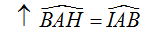 ↑ \widehat{BAH} = \widehat{IAB}